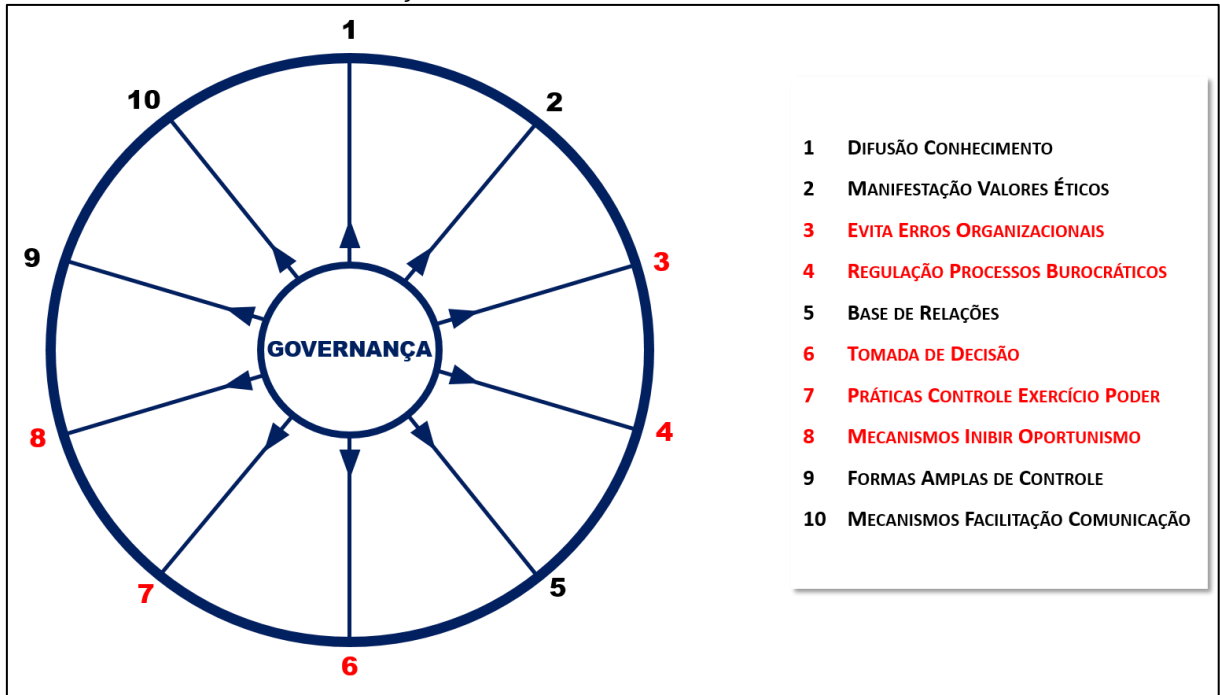 1
10
2
9
3
GOVERNANÇA
8
4
7
5
6
1 DIFUSÃO CONHECIMENTO
2 MANIFESTAÇÃO VALORES ÉTICOS
3 EVITA ERROS ORGANIZACIONAIS
4 REGULAÇÃO PROCESSOS BUROCRÁTICOS
5 BASE DE RELAÇÕES
6 TOMADA DE DECISÃO
7 PRÁTICAS CONTROLE EXERCÍCIO PODER
8 MECANISMOS INIBIR OPORTUNISMO
9 FORMAS AMPLAS DE CONTROLE
10 MECANISMOS FACILITAÇÃO COMUNICAÇÃO